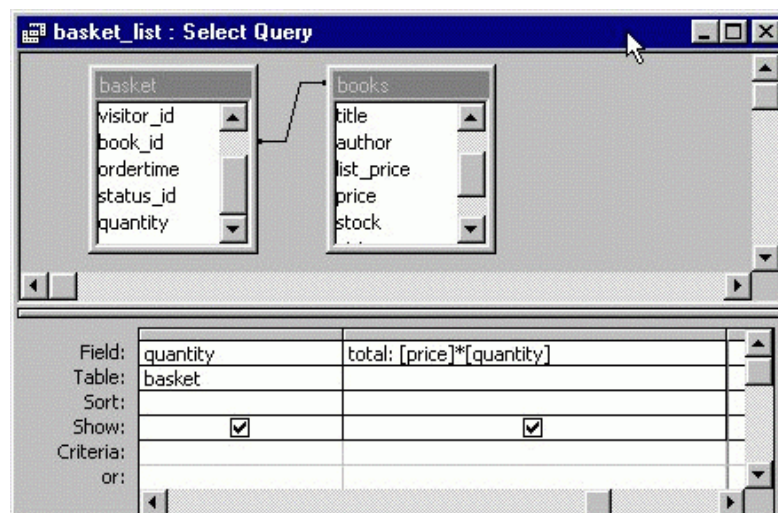 basket_list : Select Query
basket
visitor_id
book_id
ordertime
status_id
quantity
books
title
author
list_price
price
stock
Field: quantity total: [price]*[quantity]
Table: basket
Sort:
Show:
Criteria:
or: